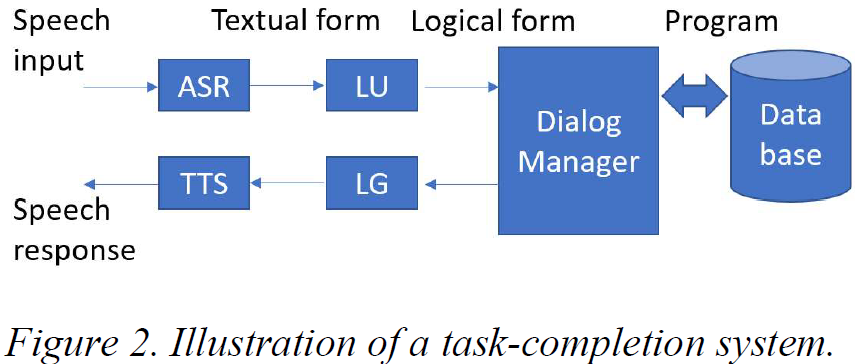 Speech
input
Textual form
Logical form
Program
ASR
LU
Dialog
Manager
Data
base
TTS
LG
Speech
response
Figure 2. Illustration of a task-completion system.